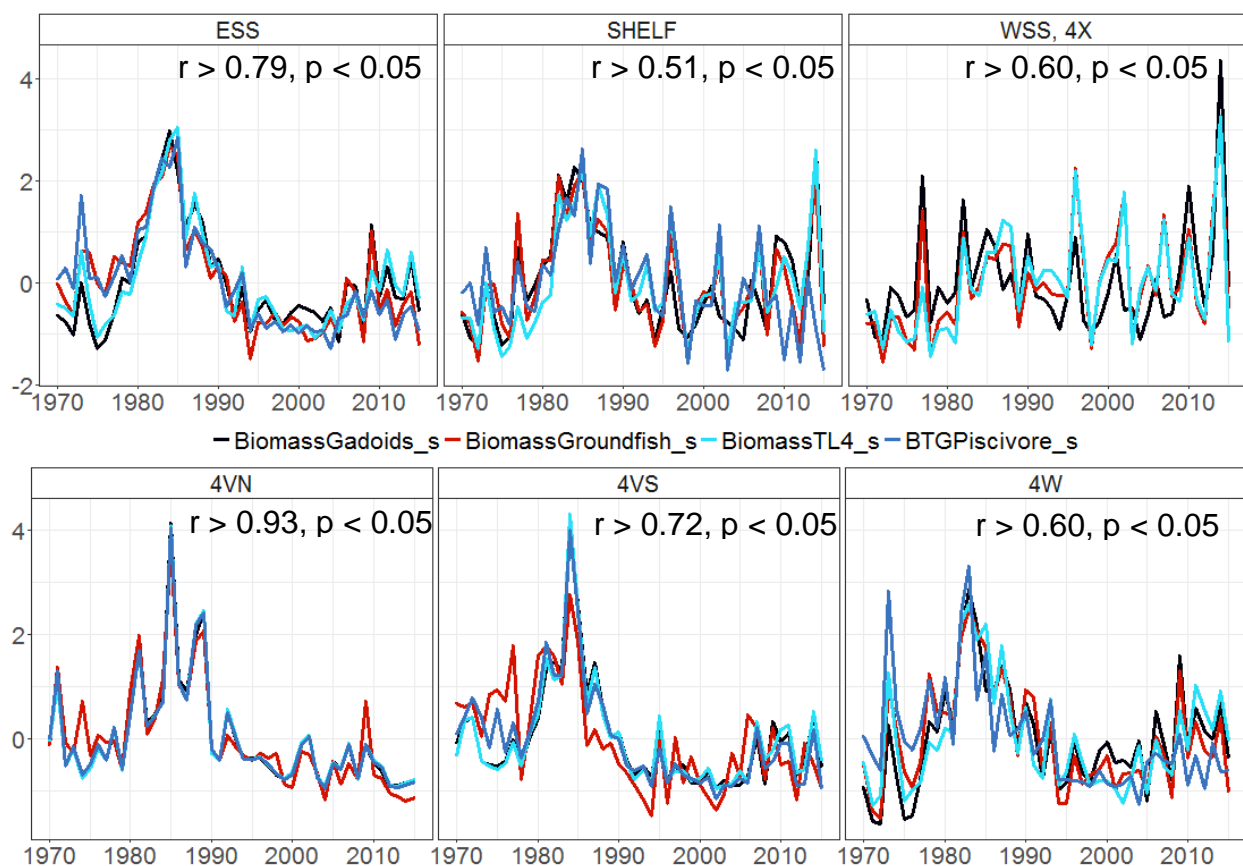 ESS SHELF WSS, 4X
r > 0.79, p < 0.05 r > 0.51, p < 0.05 r > 0.60, p < 0.05
4
2
0
-2
1970 1980 1990 2000 2010 1970 1980 1990 2000 2010 1970 1980 1990 2000 2010
BiomassGadoids_s BiomassGroundfish_s BiomassTL4_s BTGPiscivore_s
4VN 4VS 4W
r > 0.93, p < 0.05 r > 0.72, p < 0.05 r > 0.60, p < 0.05
4
2
0
1970 1980 1990 2000 2010 1970 1980 1990 2000 2010 1970 1980 1990 2000 2010